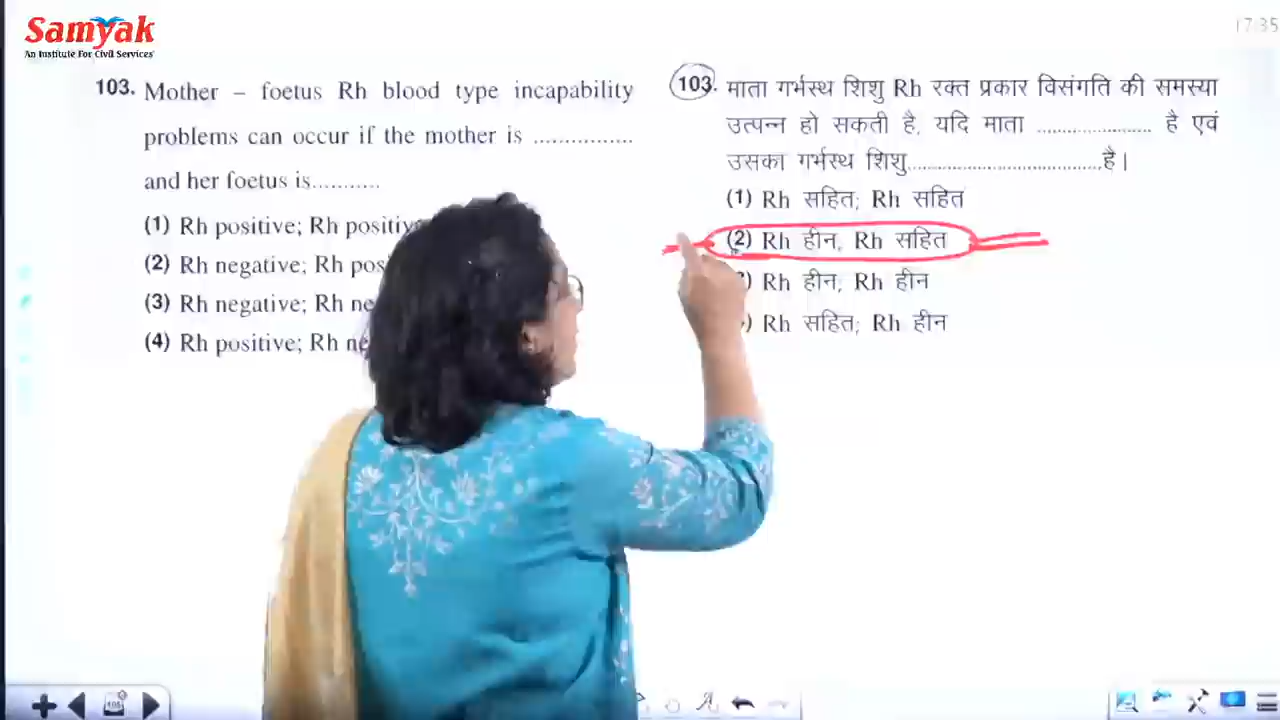 Samyak
An Institute For Civil Services
17:35
103. Mother – foetus Rh blood type incapability
problems can occur if the mother is ................
and her foetus is...........
(1) Rh positive; Rh positiv
(2) Rh negative; Rh pos
(3) Rh negative; Rh ne
(4) Rh positive; Rh ne
103. माता गर्भस्थ शिशु Rh रक्त प्रकार विसंगति की समस्या
उत्पन्न हो सकती है, यदि माता ...................... है एवं
उसका गर्भस्थ शिशु.....................................है।
(1) Rh सहित; Rh सहित
(2) Rh हीन, Rh सहित
) Rh हीन; Rh हीन
) Rh सहित; Rh हीन